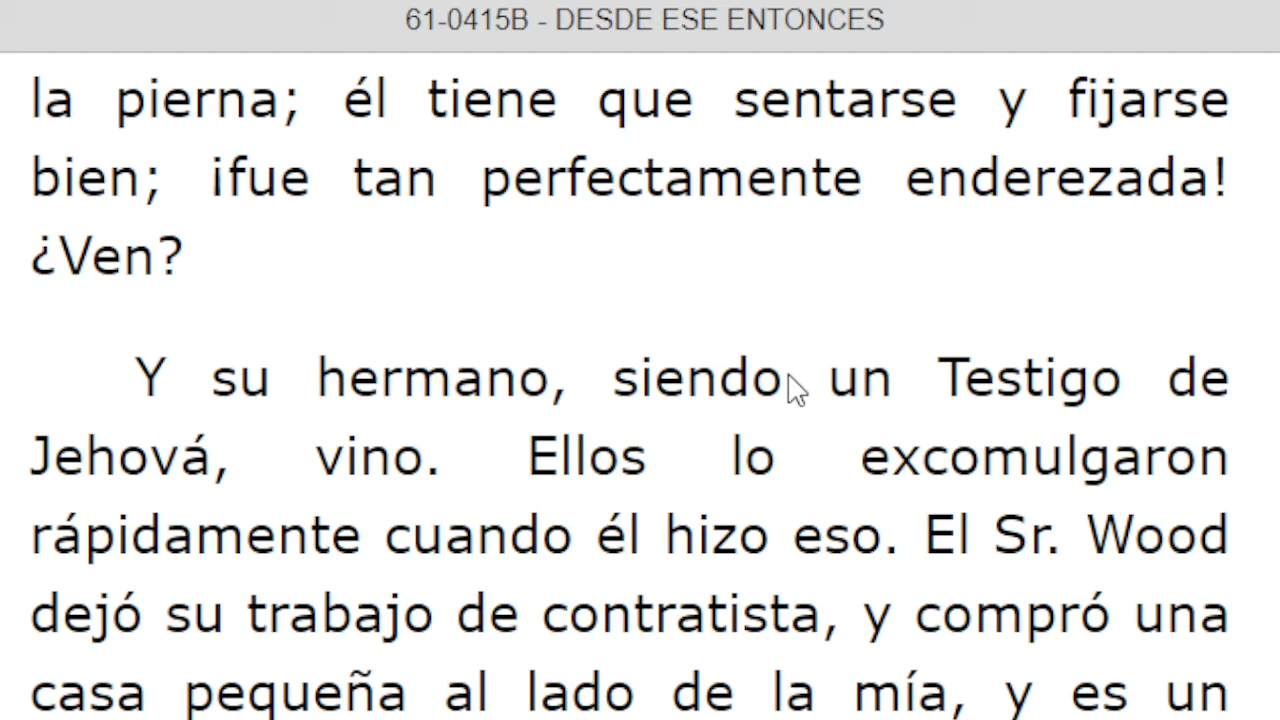 61-0415B - DESDE ESE ENTONCES
la pierna; él tiene que sentarse y fijarse
bien; ¡fue tan perfectamente enderezada!
¿Ven?
Y su hermano, siendo un Testigo de
Jehová, vino. Ellos lo excomulgaron
rápidamente cuando él hizo eso. El Sr. Wood
dejó su trabajo de contratista, y compró una
casa pequeña al lado de la mía, y es un